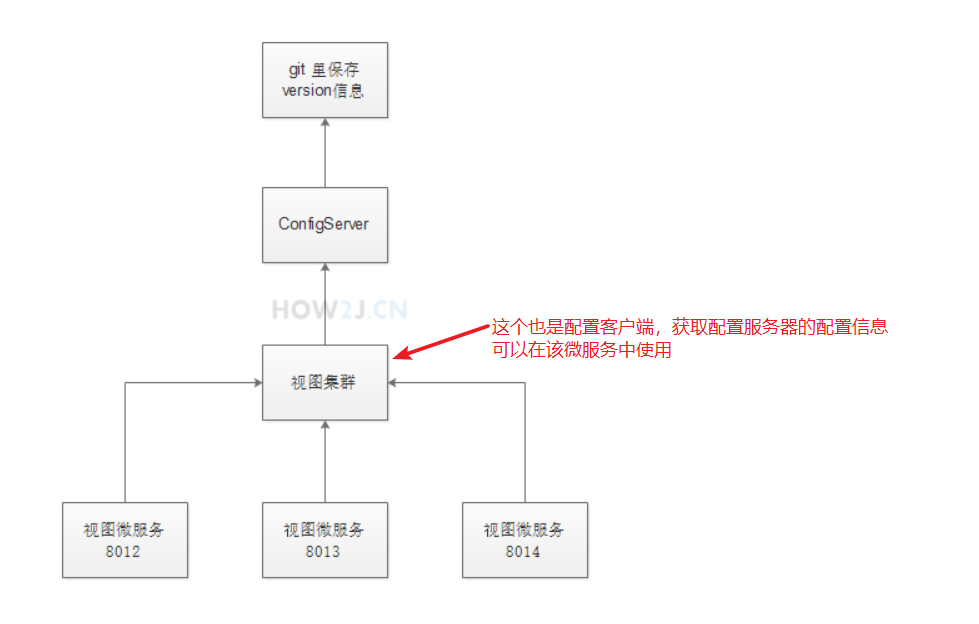 git 里保存
version信息
ConfigServer
HOW2J.CN
这个也是配置客户端，获取配置服务器的配置信息
可以在该微服务中使用
视图集群
视图微服务
8012
视图微服务
8013
视图微服务
8014